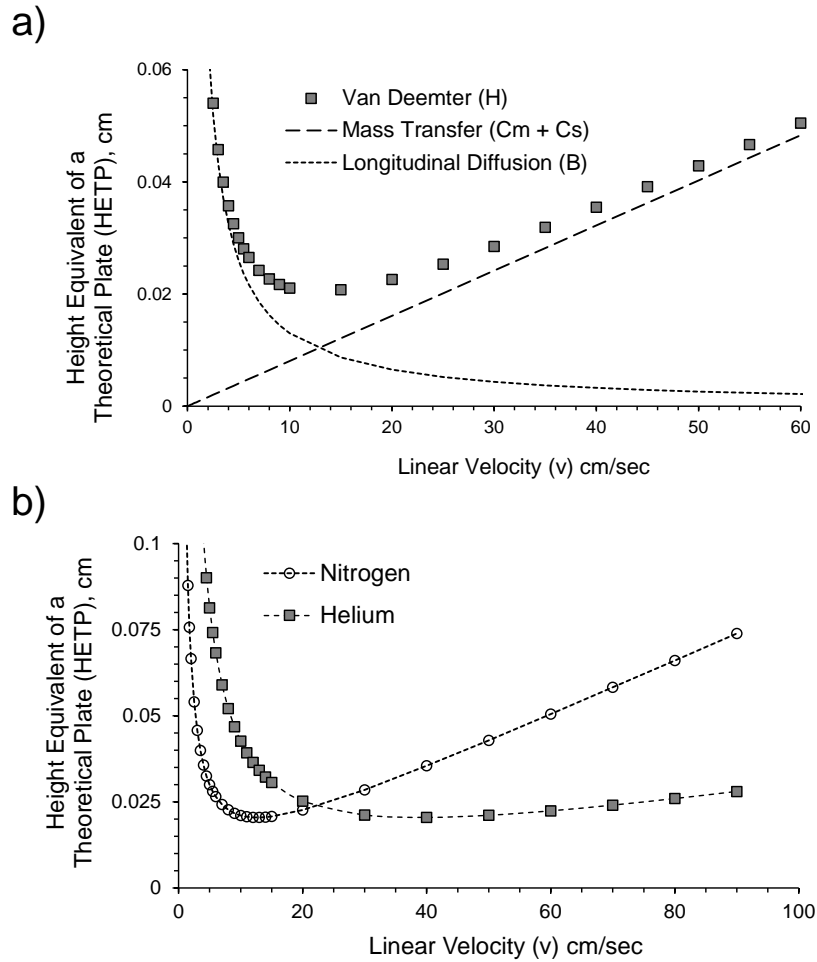 a)
0.06
0.04
0.02
0
Height Equivalent of a
Theoretical Plate (HETP), cm
Van Deemter (H)
Mass Transfer (Cm + Cs)
Longitudinal Diffusion (B)
0 10 20 30 40 50 60
Linear Velocity (v) cm/sec
b)
0.1
0.075
0.05
0.025
0
Height Equivalent of a
Theoretical Plate (HETP), cm
Nitrogen
Helium
0 20 40 60 80 100
Linear Velocity (v) cm/sec